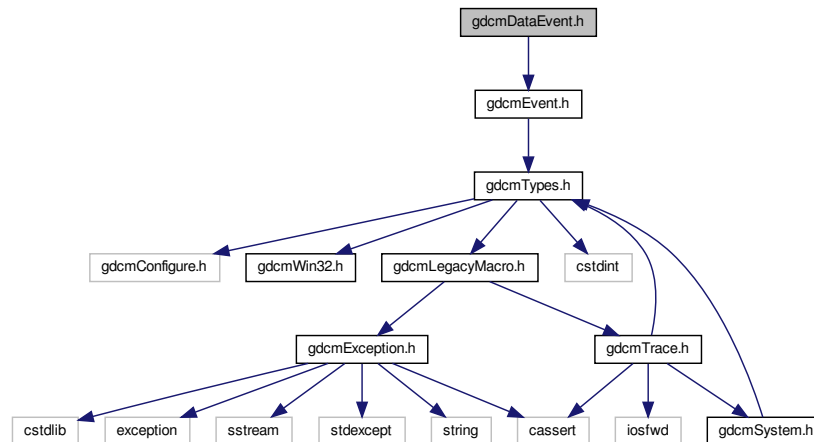 gdcmDataEvent.h
gdcmEvent.h
gdcmTypes.h
gdcmConfigure.h
gdcmWin32.h
gdcmLegacyMacro.h
cstdint
gdcmException.h
gdcmTrace.h
cstdlib
exception
sstream
stdexcept
string
cassert
iosfwd
gdcmSystem.h